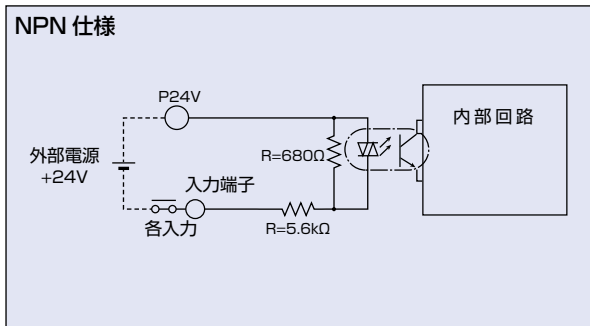 NPN 仕様
P24V
内部回路
外部電源
+24V
R=680Ω
入力端子
各入力
R=5.6kΩ